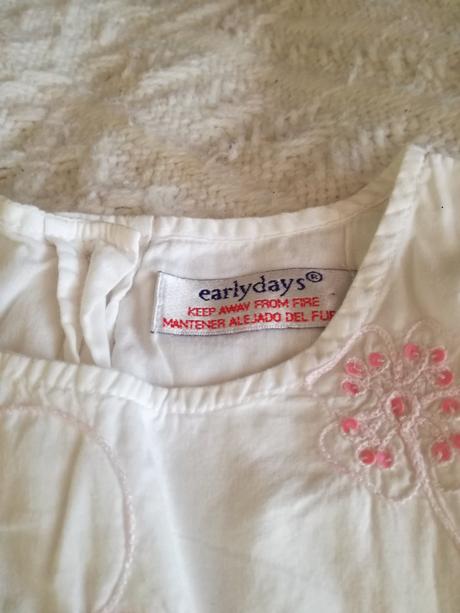 earlydays®
KEEP AWAY FROM FIRE
MANTENER ALEJADO DEL